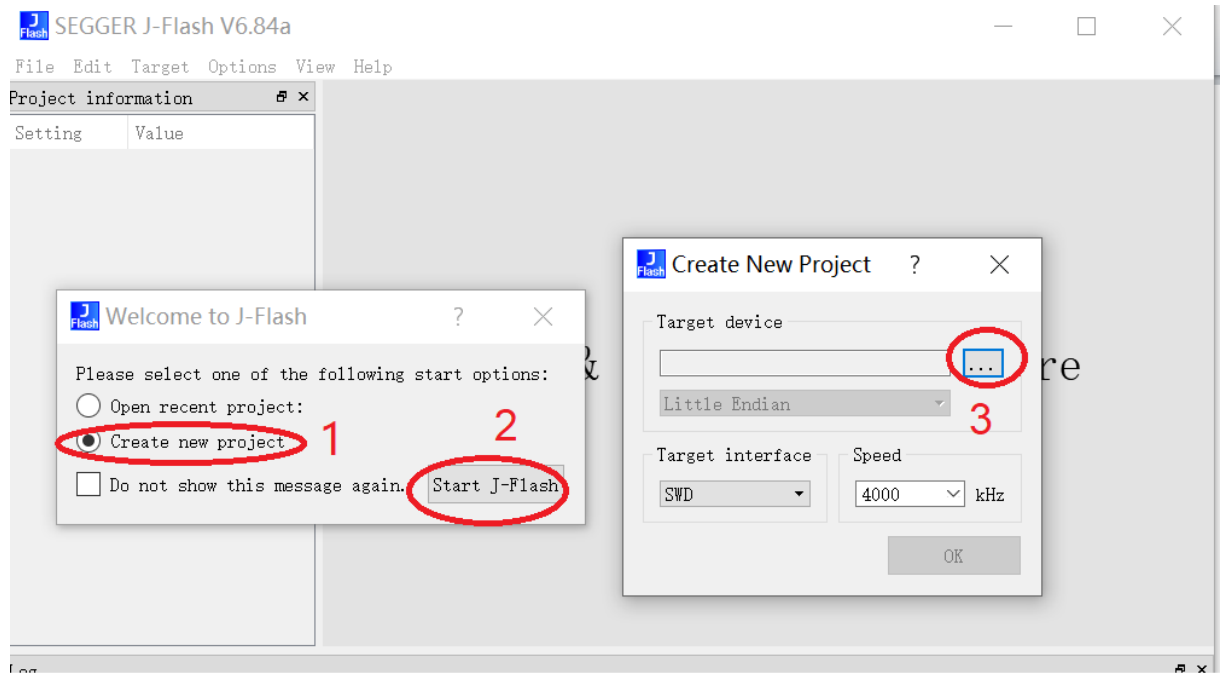 J Flash SEGGER J-Flash V6.84a
File Edit Target Options View Help
Project information
Setting Value
J Flash Welcome to J-Flash ?
Please select one of the following start options:
Open recent project:
Create new project 1
2
Do not show this message again. Start J-Flash
&
re
J Flash Create New Project ?
Target device
...
Little Endian
3
Target interface Speed
SWD 4000 kHz
OK